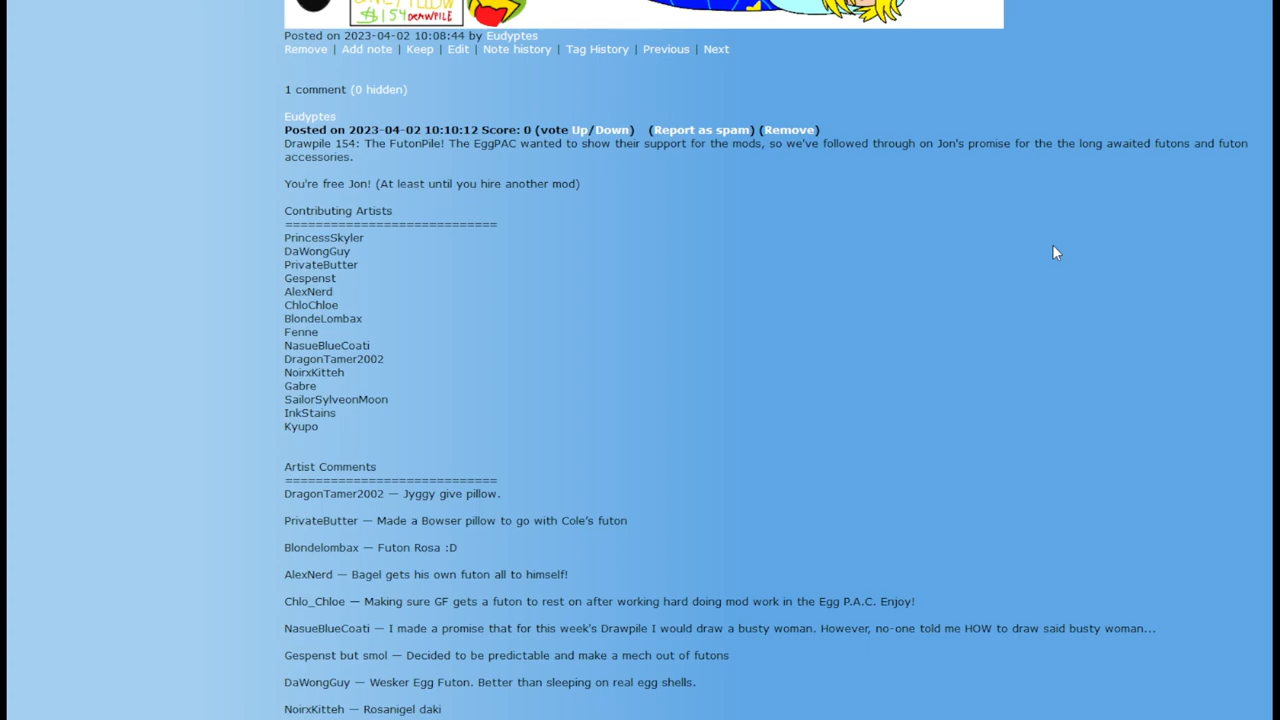 $154 DRAWPILE
Posted on 2023-04-02 10:08:44 by Eudyptes
Remove | Add note | Keep | Edit | Note history | Tag History | Previous | Next
1 comment (0 hidden)
Eudyptes
Posted on 2023-04-02 10:10:12 Score: 0 (vote Up/Down) (Report as spam) (Remove)
Drawpile 154: The FutonPile! The EggPAC wanted to show their support for the mods, so we've followed through on Jon's promise for the the long awaited futons and futon
accessories.
You're free Jon! (At least until you hire another mod)
Contributing Artists
============================
PrincessSkyler
DaWongGuy
PrivateButter
Gespenst
AlexNerd
ChloChloe
BlondeLombax
Fenne
NasueBlueCoati
DragonTamer2002
NoirxKitteh
Gabre
SailorSylveonMoon
InkStains
Kyupo
Artist Comments
============================
DragonTamer2002 — Jyggy give pillow.
PrivateButter — Made a Bowser pillow to go with Cole’s futon
Blondelombax — Futon Rosa :D
AlexNerd — Bagel gets his own futon all to himself!
Chlo_Chloe — Making sure GF gets a futon to rest on after working hard doing mod work in the Egg P.A.C. Enjoy!
NasueBlueCoati — I made a promise that for this week's Drawpile I would draw a busty woman. However, no-one told me HOW to draw said busty woman...
Gespenst but smol — Decided to be predictable and make a mech out of futons
DaWongGuy — Wesker Egg Futon. Better than sleeping on real egg shells.
NoirxKitteh — Rosanigel daki